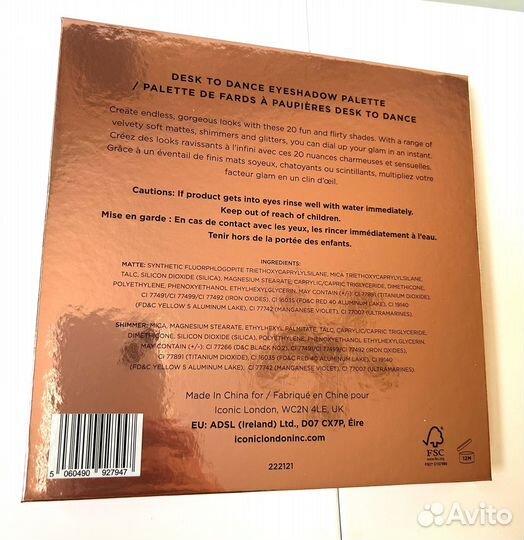 DESK TO DANCE EYESHADOW PALETTE
/ PALETTE DE FARDS À PAUPIÈRES DESK TO DANCE
Create endless, gorgeous looks with these 20 fun and flirty shades. With a range of
velvety soft mattes, shimmers and glitters, you can dial up your glam in an instant.
Créez des looks ravissants à l'infini avec ces 20 nuances charmeuses et sensuelles.
Grâce à un éventail de finis mats soyeux, chatoyants ou scintillants, multipliez votre
facteur glam en un clin d'œil.
Cautions: If product gets into eyes rinse well with water immediately.
Keep out of reach of children.
Mise en garde : En cas de contact avec les yeux, les rincer immédiatement à l'eau.
Tenir hors de la portée des enfants.
INGREDIENTS:
MATTE: SYNTHETIC FLUORPHLOGOPITE TRIETHOXYCAPRYLYLSILANE, MICA TRIETHOXYCAPRYLYLSILANE,
TALC, SILICON DIOXIDE (SILICA), MAGNESIUM STEARATE, CAPRYLIC/CAPRIC TRIGLYCERIDE, DIMETHICONE,
POLYETHYLENE, PHENOXYETHANOL ETHYLHEXYLGLYCERIN, MAY CONTAIN (+/-): CI 77891 (TITANIUM DIOXIDE),
CI 77491/CI 77499/CI 77492 (IRON OXIDES), CI 16035 (FD&C RED 40 ALUMINUM LAKE), CI 19140
(FD&C YELLOW 5 ALUMINUM LAKE), CI 77742 (MANGANESE VIOLET), CI 77007 (ULTRAMARINES).
SHIMMER: MICA, MAGNESIUM STEARATE, ETHYLHEXYL PALMITATE, TALC, CAPRYLIC/CAPRIC TRIGLYCERIDE,
DIMETHICONE, SILICON DIOXIDE (SILICA), POLYETHYLENE, PHENOXYETHANOL ETHYLHEXYLGLYCERIN,
MAY CONTAIN (+/-): CI 77266 (D&C BLACK NO.2), CI 77491/CI 77499/CI 77492 (IRON OXIDES),
CI 77891 (TITANIUM DIOXIDE), CI 16035 (FD&C RED 40 ALUMINUM LAKE), CI 19140
(FD&C YELLOW 5 ALUMINUM LAKE), CI 77742 (MANGANESE VIOLET), CI 77007 (ULTRAMARINES).
Made In China for / Fabriqué en Chine pour
Iconic London, WC2N 4LE, UK
EU: ADSL (Ireland) Ltd., D07 CX7P, Éire
iconiclondoninc.com
5 060490 927947
222121
FSC
www.fsc.org
12M
Avito